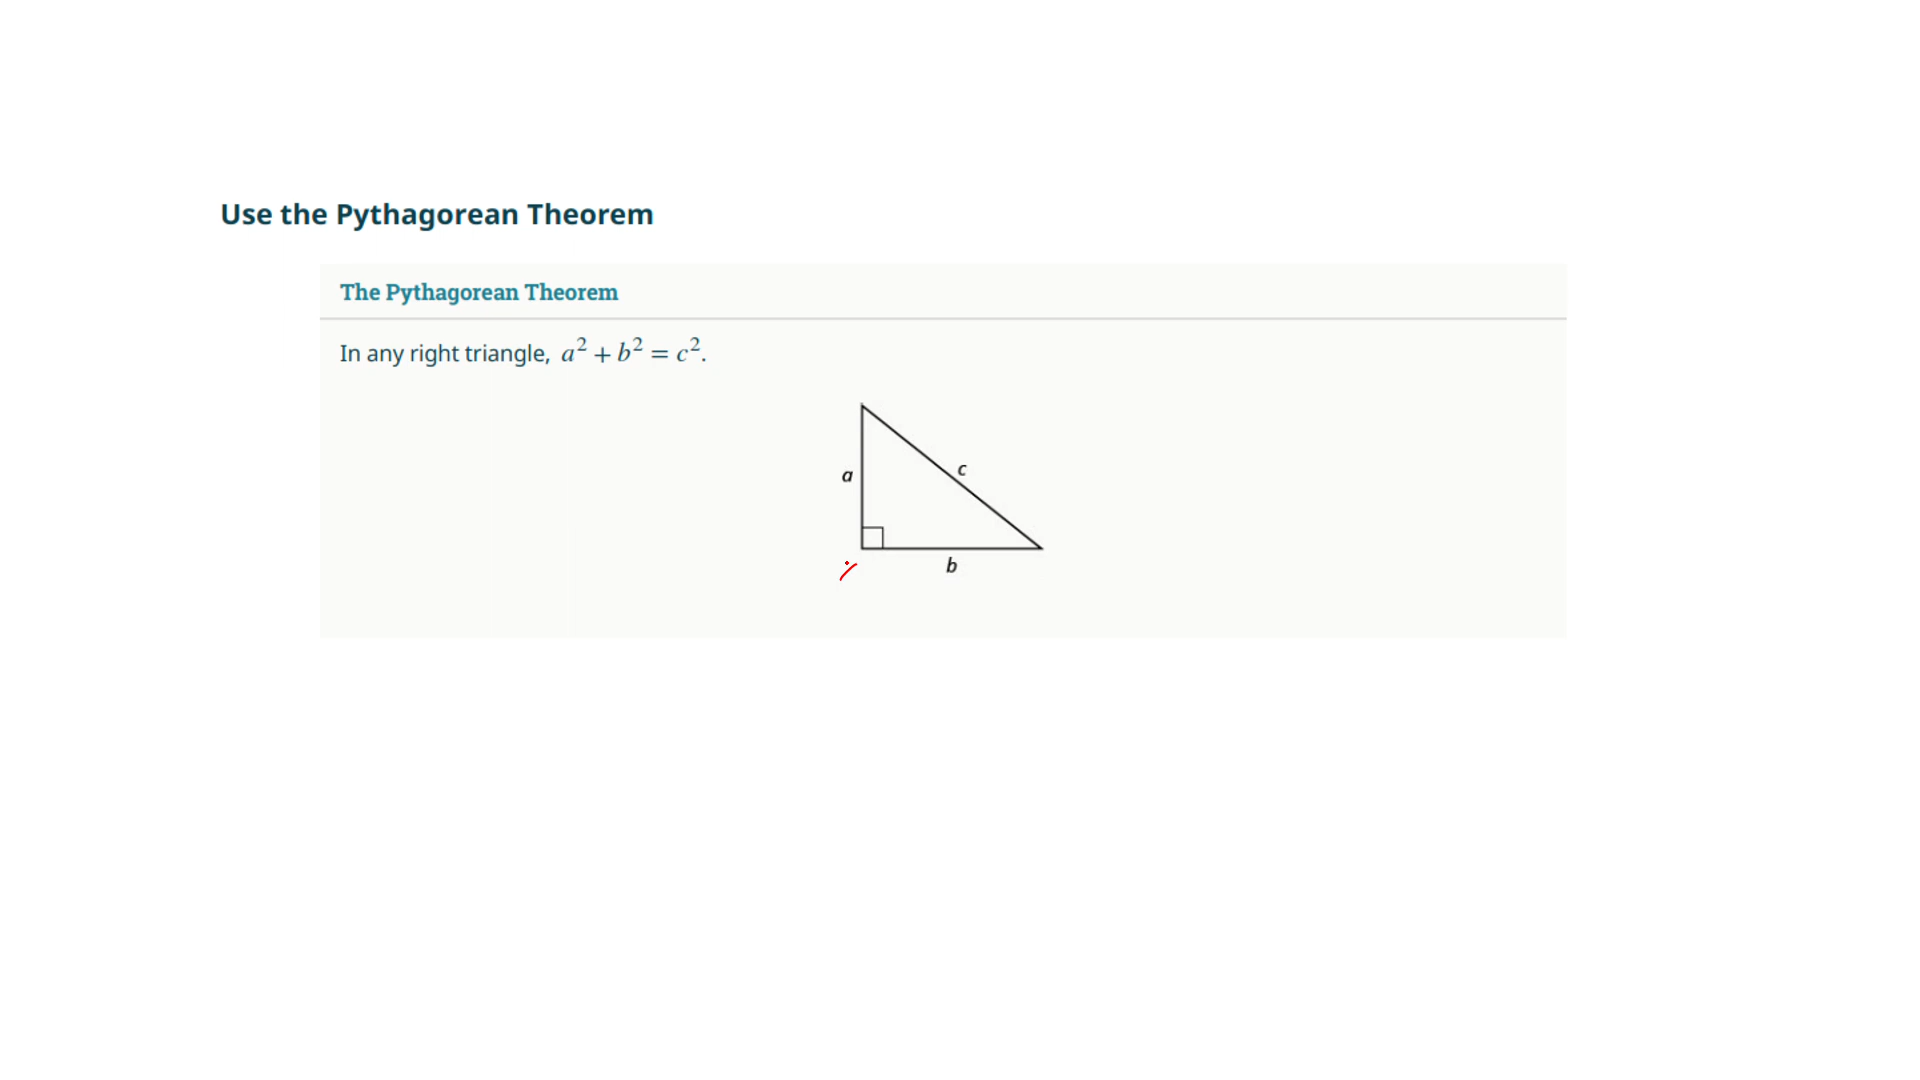 Use the Pythagorean Theorem
The Pythagorean Theorem
In any right triangle, a² + b² = c².
a
c
b